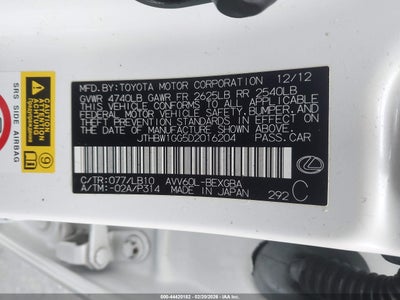 MFD.BY:TOYOTA MOTOR CORPORATION 12/12
GVWR 4740LB GAWR FR 2625LB RR 2540LB
THIS VEHICLE CONFORMS TO ALL APPLICABLE
FEDERAL MOTOR VEHICLE SAFETY, BUMPER, AND
THEFT PREVENTION STANDARDS IN EFFECT ON
THE DATE OF MANUFACTURE SHOWN ABOVE.
JTHBW1GG5D2016204 PASS.CAR
C/TR:077/LB10 AVV60L-BEXGBA
A/TM:-02A/P314 MADE IN JAPAN
292 C
SRS SIDE AIRBAG
500-44420182 - 02/20/2026 - IAA, Inc.